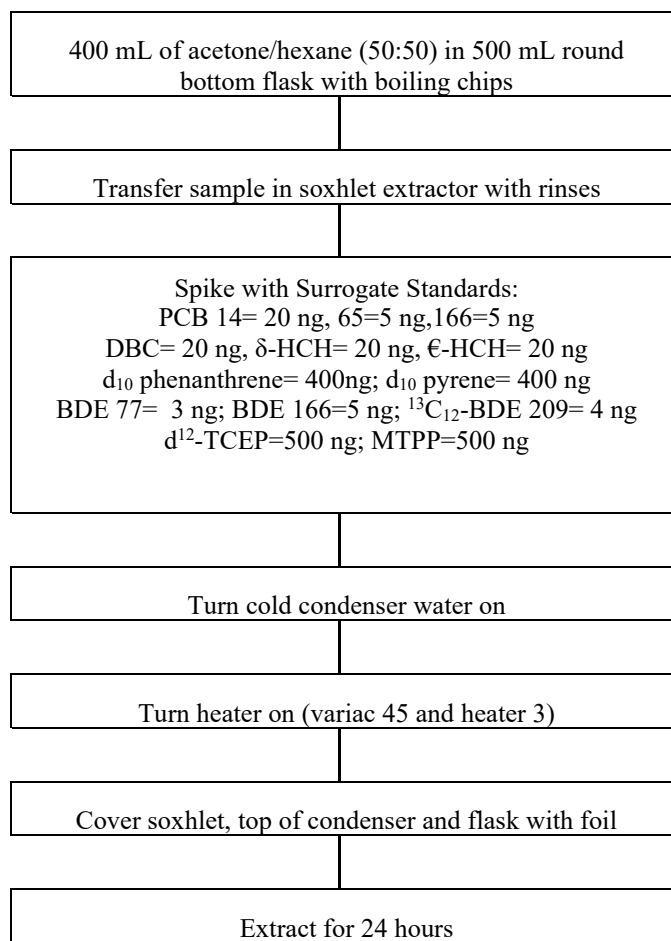 400 mL of acetone/hexane (50:50) in 500 mL round
bottom flask with boiling chips
Transfer sample in soxhlet extractor with rinses
Spike with Surrogate Standards:
PCB 14= 20 ng, 65=5 ng,166=5 ng
DBC= 20 ng, δ-HCH= 20 ng, €-HCH= 20 ng
d₁₀ phenanthrene= 400ng; d₁₀ pyrene= 400 ng
BDE 77=  3 ng; BDE 166=5 ng; ¹³C₁₂-BDE 209= 4 ng
d¹²-TCEP=500 ng; MTPP=500 ng
Turn cold condenser water on
Turn heater on (variac 45 and heater 3)
Cover soxhlet, top of condenser and flask with foil
Extract for 24 hours